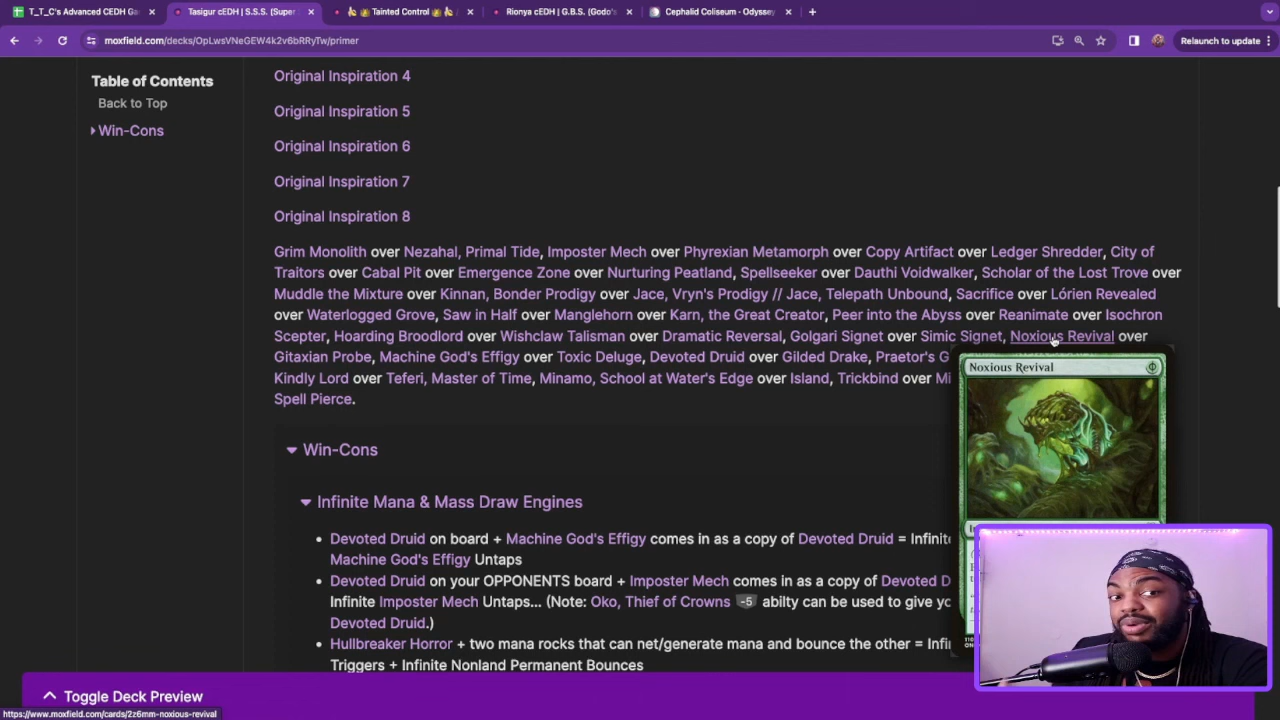 T_T_C's Advanced CEDH Ga
Tasigur cEDH | S.S.S. (Super
Tainted Control
Rionya cEDH | G.B.S. (Godo's
Cephalid Coliseum - Odyssey
moxfield.com/decks/OpLwsVNeGEW4k2v6bRRyTw/primer
Relaunch to update
Table of Contents
Back to Top
Win-Cons
Original Inspiration 4
Original Inspiration 5
Original Inspiration 6
Original Inspiration 7
Original Inspiration 8
Grim Monolith over Nezahal, Primal Tide, Imposter Mech over Phyrexian Metamorph over Copy Artifact over Ledger Shredder, City of
Traitors over Cabal Pit over Emergence Zone over Nurturing Peatland, Spellseeker over Dauthi Voidwalker, Scholar of the Lost Trove over
Muddle the Mixture over Kinnan, Bonder Prodigy over Jace, Vryn's Prodigy // Jace, Telepath Unbound, Sacrifice over Lórien Revealed
over Waterlogged Grove, Saw in Half over Manglehorn over Karn, the Great Creator, Peer into the Abyss over Reanimate over Isochron
Scepter, Hoarding Broodlord over Wishclaw Talisman over Dramatic Reversal, Golgari Signet over Simic Signet, Noxious Revival over
Gitaxian Probe, Machine God's Effigy over Toxic Deluge, Devoted Druid over Gilded Drake, Praetor's G
Kindly Lord over Teferi, Master of Time, Minamo, School at Water's Edge over Island, Trickbind over Mi
Spell Pierce.
Noxious Revival
Win-Cons
Infinite Mana & Mass Draw Engines
Devoted Druid on board + Machine God's Effigy comes in as a copy of Devoted Druid = Infinite
Machine God's Effigy Untaps
Devoted Druid on your OPPONENTS board + Imposter Mech comes in as a copy of Devoted D
Infinite Imposter Mech Untaps... (Note: Oko, Thief of Crowns -5 abilty can be used to give yo
Devoted Druid.)
Hullbreaker Horror + two mana rocks that can net/generate mana and bounce the other = Infin
Triggers + Infinite Nonland Permanent Bounces
Toggle Deck Preview
https://www.moxfield.com/cards/2z6mm-noxious-revival